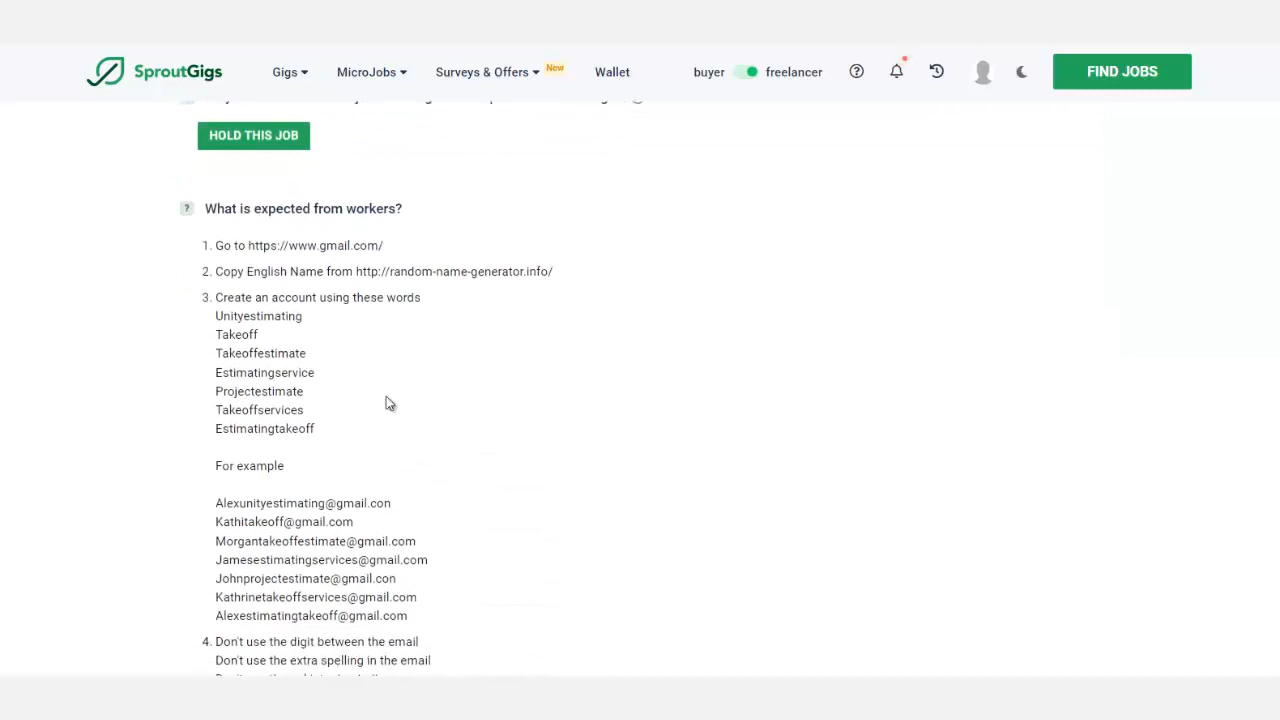 SproutGigs
Gigs
MicroJobs
Surveys & Offers
New
Wallet
buyer
freelancer
FIND JOBS
HOLD THIS JOB
? What is expected from workers?
1. Go to https://www.gmail.com/
2. Copy English Name from http://random-name-generator.info/
3. Create an account using these words
Unityestimating
Takeoff
Takeoffestimate
Estimatingservice
Projectestimate
Takeoffservices
Estimatingtakeoff
For example
Alexunityestimating@gmail.con
Kathitakeoff@gmail.com
Morgantakeoffestimate@gmail.com
Jamesestimatingservices@gmail.com
Johnprojectestimate@gmail.con
Kathrinetakeoffservices@gmail.com
Alexestimatingtakeoff@gmail.com
4. Don't use the digit between the email
Don't use the extra spelling in the email